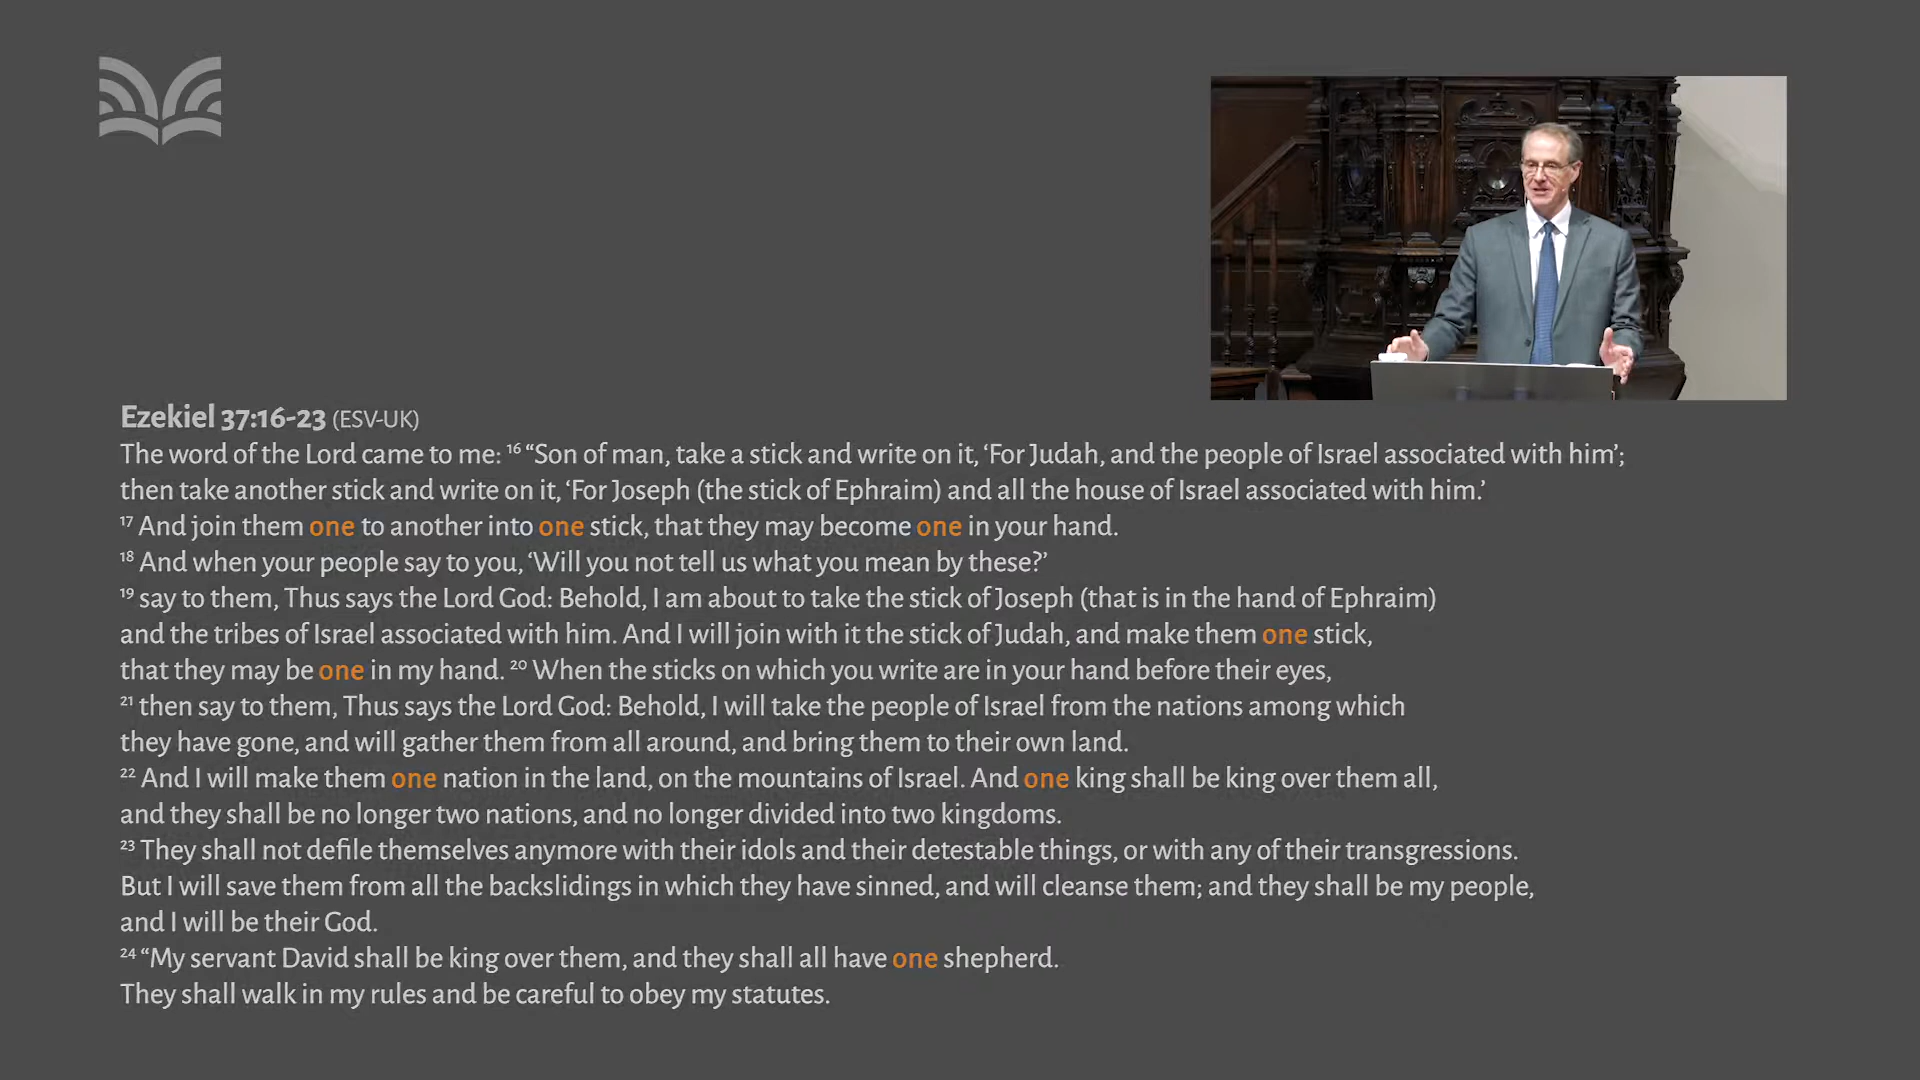 Ezekiel 37:16-23 (ESV-UK)
The word of the Lord came to me: ¹⁶ “Son of man, take a stick and write on it, ‘For Judah, and the people of Israel associated with him’;
then take another stick and write on it, ‘For Joseph (the stick of Ephraim) and all the house of Israel associated with him.’
¹⁷ And join them one to another into one stick, that they may become one in your hand.
¹⁸ And when your people say to you, ‘Will you not tell us what you mean by these?’
¹⁹ say to them, Thus says the Lord God: Behold, I am about to take the stick of Joseph (that is in the hand of Ephraim)
and the tribes of Israel associated with him. And I will join with it the stick of Judah, and make them one stick,
that they may be one in my hand. ²⁰ When the sticks on which you write are in your hand before their eyes,
²¹ then say to them, Thus says the Lord God: Behold, I will take the people of Israel from the nations among which
they have gone, and will gather them from all around, and bring them to their own land.
²² And I will make them one nation in the land, on the mountains of Israel. And one king shall be king over them all,
and they shall be no longer two nations, and no longer divided into two kingdoms.
²³ They shall not defile themselves anymore with their idols and their detestable things, or with any of their transgressions.
But I will save them from all the backslidings in which they have sinned, and will cleanse them; and they shall be my people,
and I will be their God.
²⁴ “My servant David shall be king over them, and they shall all have one shepherd.
They shall walk in my rules and be careful to obey my statutes.